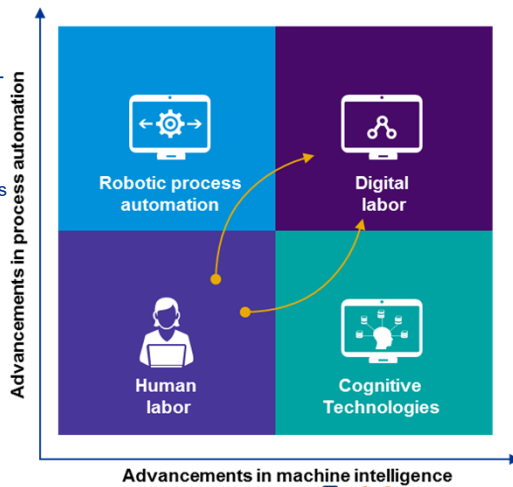 Advancements in process automation
Robotic process
automation
Digital
labor
Human
labor
Cognitive
Technologies
Advancements in machine intelligence